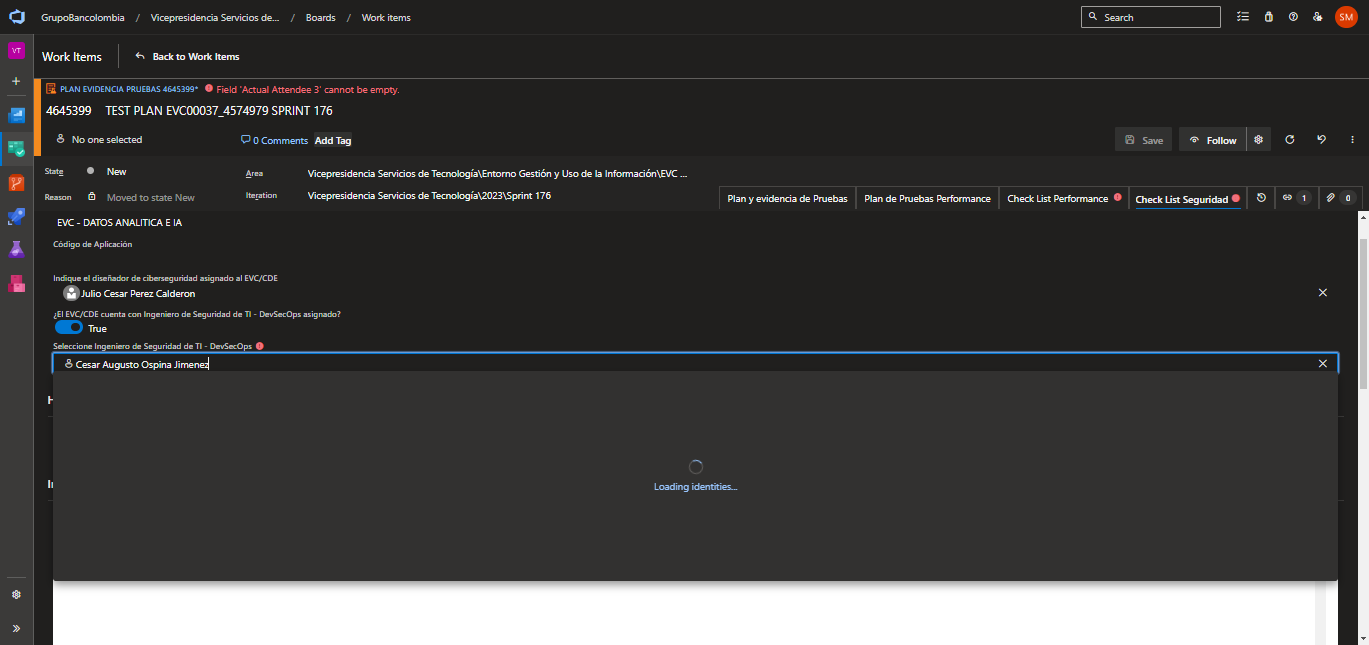 GrupoBancolombia / Vicepresidencia Servicios de... / Boards / Work items
Search
SM
VT
Work Items
Back to Work Items
PLAN EVIDENCIA PRUEBAS 4645399* Field 'Actual Attendee 3' cannot be empty.
4645399 TEST PLAN EVC00037_4574979 SPRINT 176
No one selected
0 Comments
Add Tag
Save
Follow
State New
Area Vicepresidencia Servicios de Tecnología\Entorno Gestión y Uso de la Información\EVC ...
Reason Moved to state New
Iteration Vicepresidencia Servicios de Tecnología\2023\Sprint 176
Plan y evidencia de Pruebas
Plan de Pruebas Performance
Check List Performance
Check List Seguridad
1
0
EVC - DATOS ANALITICA E IA
Código de Aplicación
Indique el diseñador de ciberseguridad asignado al EVC/CDE
Julio Cesar Perez Calderon
¿El EVC/CDE cuenta con Ingeniero de Seguridad de TI - DevSecOps asignado?
True
Seleccione Ingeniero de Seguridad de TI - DevSecOps
Cesar Augusto Ospina Jimenez
Loading identities...